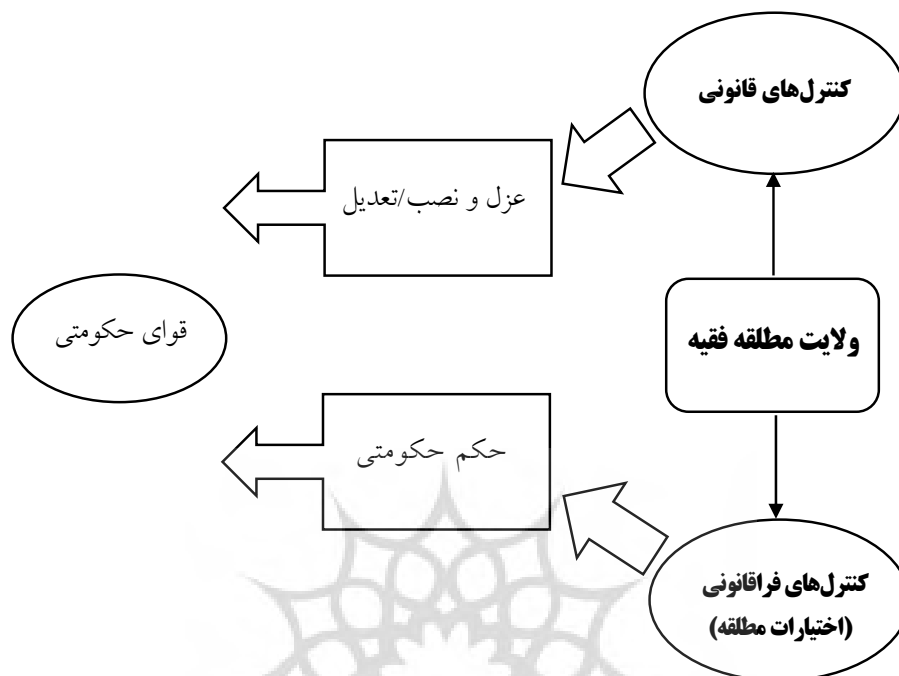 کنترل‌های قانونی
عزل و نصب/تعدیل
قوای حکومتی
ولایت مطلقه فقیه
حکم حکومتی
کنترل‌های فراقانونی
(اختیارات مطلقه)